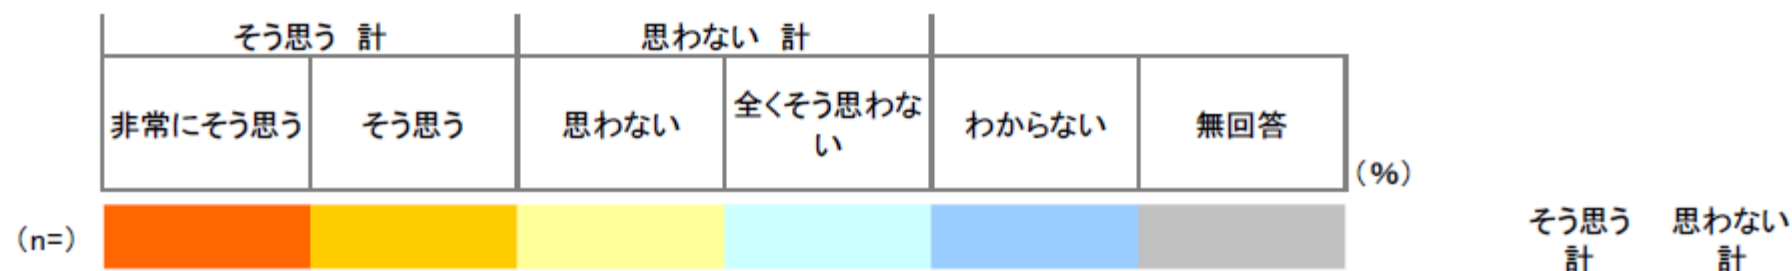 そう思う 計 思わない 計
非常にそう思う そう思う 思わない 全くそう思わな
い わからない 無回答
(%)
(n=)
そう思う 思わない
計 計